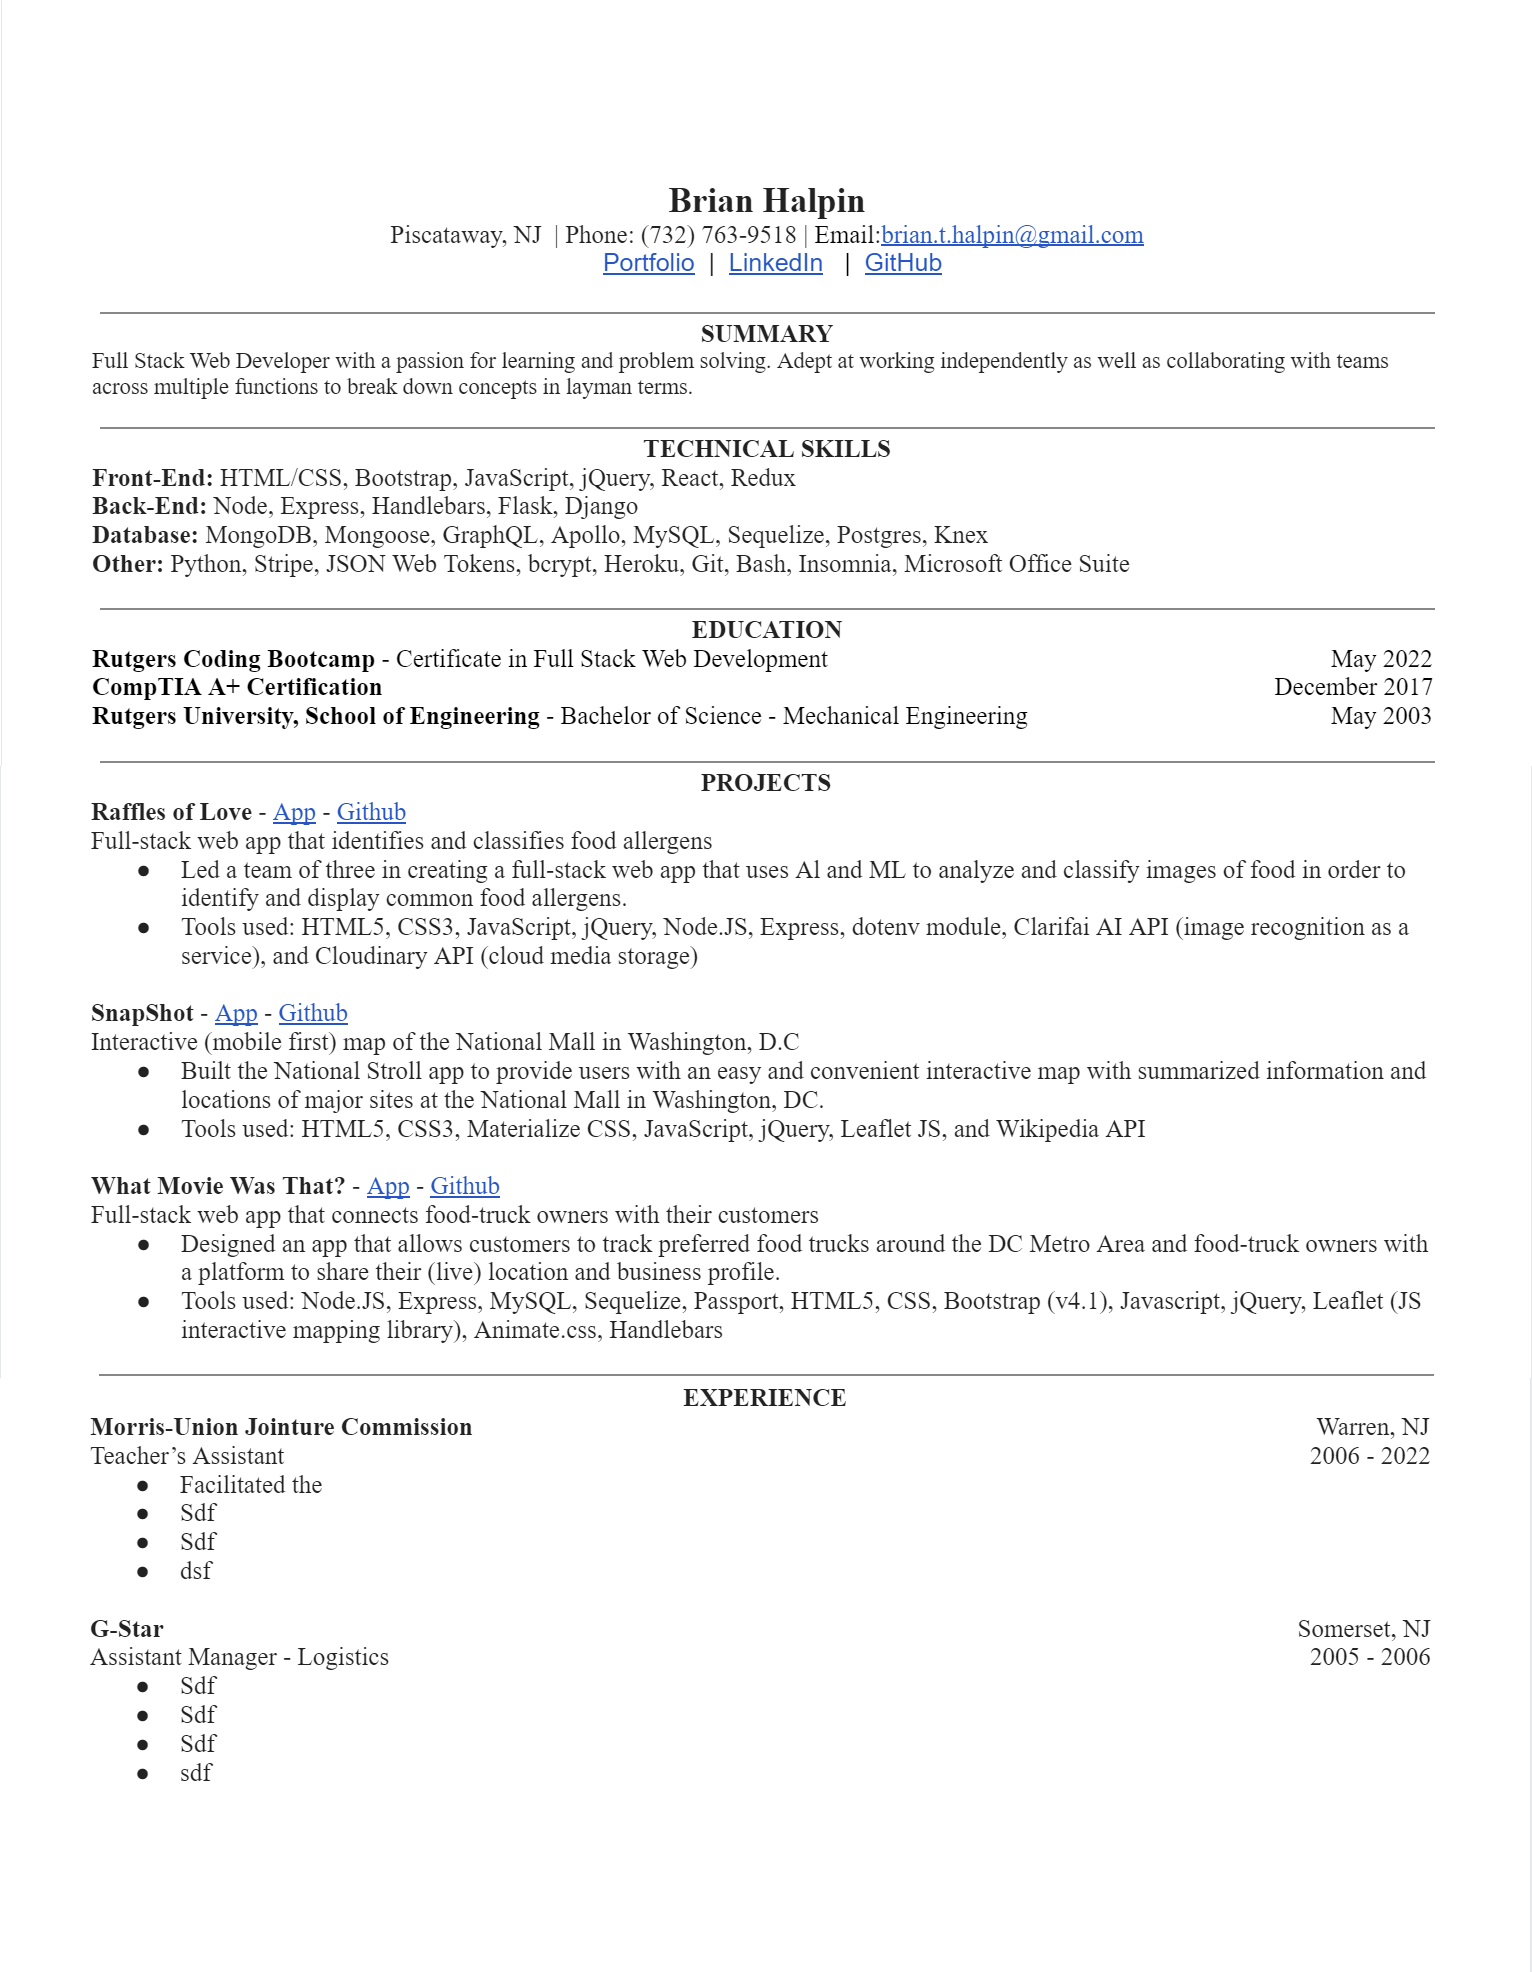 Brian Halpin
Piscataway, NJ | Phone: (732) 763-9518 | Email:brian.t.halpin@gmail.com
Portfolio | LinkedIn | GitHub
SUMMARY
Full Stack Web Developer with a passion for learning and problem solving. Adept at working independently as well as collaborating with teams
across multiple functions to break down concepts in layman terms.
TECHNICAL SKILLS
Front-End: HTML/CSS, Bootstrap, JavaScript, jQuery, React, Redux
Back-End: Node, Express, Handlebars, Flask, Django
Database: MongoDB, Mongoose, GraphQL, Apollo, MySQL, Sequelize, Postgres, Knex
Other: Python, Stripe, JSON Web Tokens, bcrypt, Heroku, Git, Bash, Insomnia, Microsoft Office Suite
EDUCATION
Rutgers Coding Bootcamp - Certificate in Full Stack Web Development May 2022
CompTIA A+ Certification December 2017
Rutgers University, School of Engineering - Bachelor of Science - Mechanical Engineering May 2003
PROJECTS
Raffles of Love - App - Github
Full-stack web app that identifies and classifies food allergens
● Led a team of three in creating a full-stack web app that uses Al and ML to analyze and classify images of food in order to
identify and display common food allergens.
● Tools used: HTML5, CSS3, JavaScript, jQuery, Node.JS, Express, dotenv module, Clarifai AI API (image recognition as a
service), and Cloudinary API (cloud media storage)
SnapShot - App - Github
Interactive (mobile first) map of the National Mall in Washington, D.C
● Built the National Stroll app to provide users with an easy and convenient interactive map with summarized information and
locations of major sites at the National Mall in Washington, DC.
● Tools used: HTML5, CSS3, Materialize CSS, JavaScript, jQuery, Leaflet JS, and Wikipedia API
What Movie Was That? - App - Github
Full-stack web app that connects food-truck owners with their customers
● Designed an app that allows customers to track preferred food trucks around the DC Metro Area and food-truck owners with
a platform to share their (live) location and business profile.
● Tools used: Node.JS, Express, MySQL, Sequelize, Passport, HTML5, CSS, Bootstrap (v4.1), Javascript, jQuery, Leaflet (JS
interactive mapping library), Animate.css, Handlebars
EXPERIENCE
Morris-Union Jointure Commission Warren, NJ
Teacher’s Assistant 2006 - 2022
● Facilitated the
● Sdf
● Sdf
● dsf
G-Star Somerset, NJ
Assistant Manager - Logistics 2005 - 2006
● Sdf
● Sdf
● Sdf
● sdf